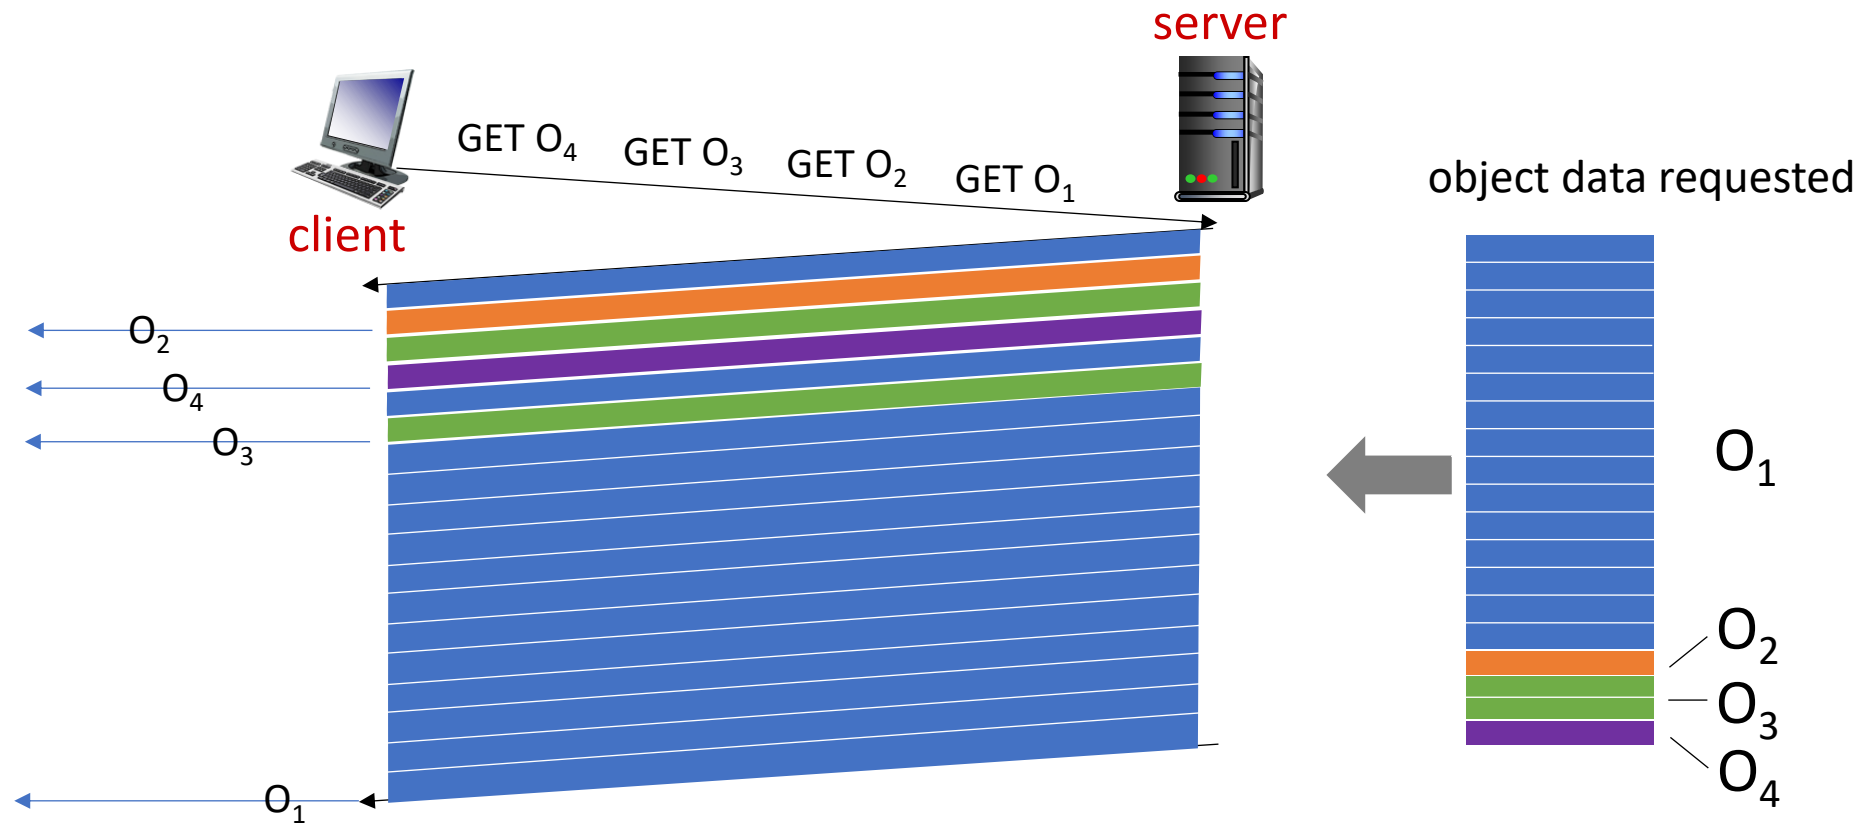 server
GET O₄
GET O₃
GET O₂
GET O₁
object data requested
client
O₂
O₄
O₃
O₁
O₁
O₂
O₃
O₄